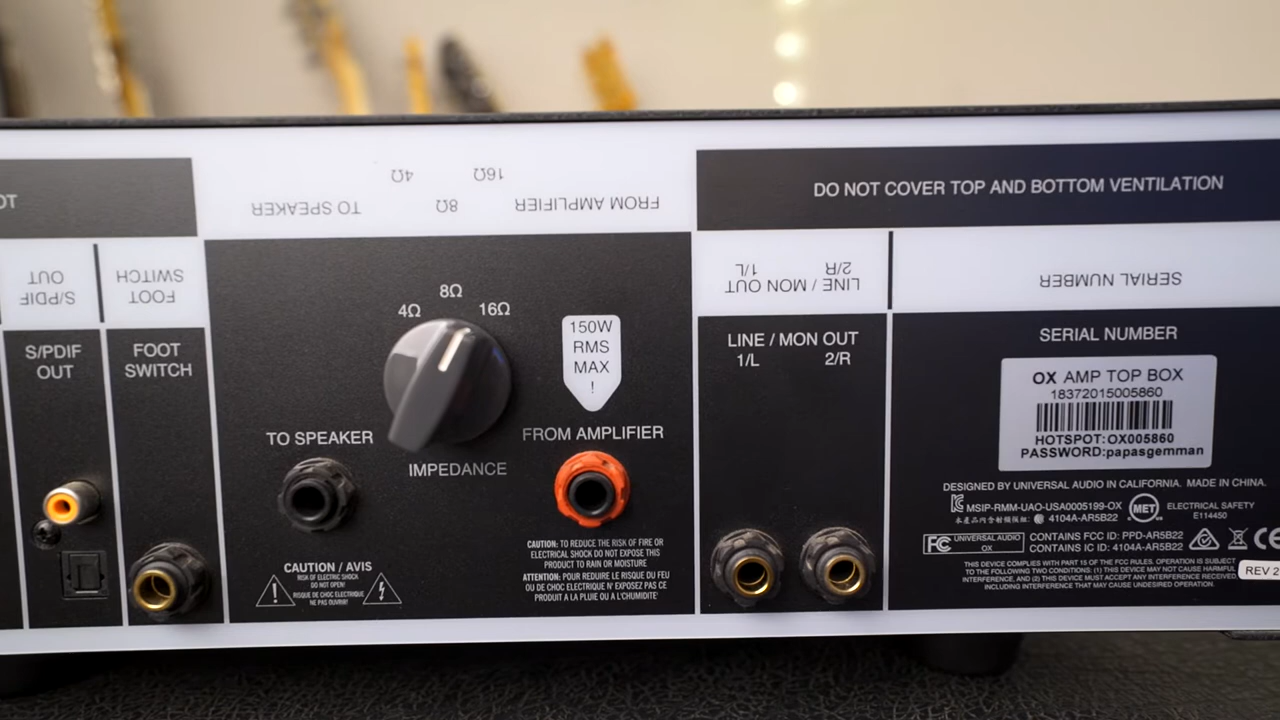 OT
4Ω
16Ω
TO SPEAKER
8Ω
FROM AMPLIFIER
DO NOT COVER TOP AND BOTTOM VENTILATION
S/PDIF
OUT
FOOT
SWITCH
LINE / MON OUT
1/L
2/R
SERIAL NUMBER
S/PDIF
OUT
FOOT
SWITCH
4Ω
8Ω
16Ω
TO SPEAKER
IMPEDANCE
150W
RMS
MAX
!
FROM AMPLIFIER
CAUTION / AVIS
RISK OF ELECTRIC SHOCK
DO NOT OPEN!
RISQUE DE CHOC ELECTRIQUE
NE PAS OUVRIR!
CAUTION: TO REDUCE THE RISK OF FIRE OR
ELECTRICAL SHOCK DO NOT EXPOSE THIS
PRODUCT TO RAIN OR MOISTURE
ATTENTION: POUR REDUIRE LE RISQUE DU FEU
OU DE CHOC ELECTRIQUE N' EXPOSEZ PAS CE
PRODUIT A LA PLUIE OU A L'CHUMIDITE'
LINE / MON OUT
1/L 2/R
SERIAL NUMBER
OX AMP TOP BOX
18372015005860
HOTSPOT:OX005860
PASSWORD:papasgemman
DESIGNED BY UNIVERSAL AUDIO IN CALIFORNIA. MADE IN CHINA.
MSIP-RMM-UAO-USA0005199-OX
4104A-AR5B22
MET
ELECTRICAL SAFETY
E114450
FC UNIVERSAL AUDIO
OX
CONTAINS FCC ID: PPD-AR5B22
CONTAINS IC ID: 4104A-AR5B22
CE
THIS DEVICE COMPLIES WITH PART 15 OF THE FCC RULES. OPERATION IS SUBJECT
TO THE FOLLOWING TWO CONDITIONS: (1) THIS DEVICE MAY NOT CAUSE HARMFUL
INTERFERENCE, AND (2) THIS DEVICE MUST ACCEPT ANY INTERFERENCE RECEIVED,
INCLUDING INTERFERENCE THAT MAY CAUSE UNDESIRED OPERATION.
REV 2